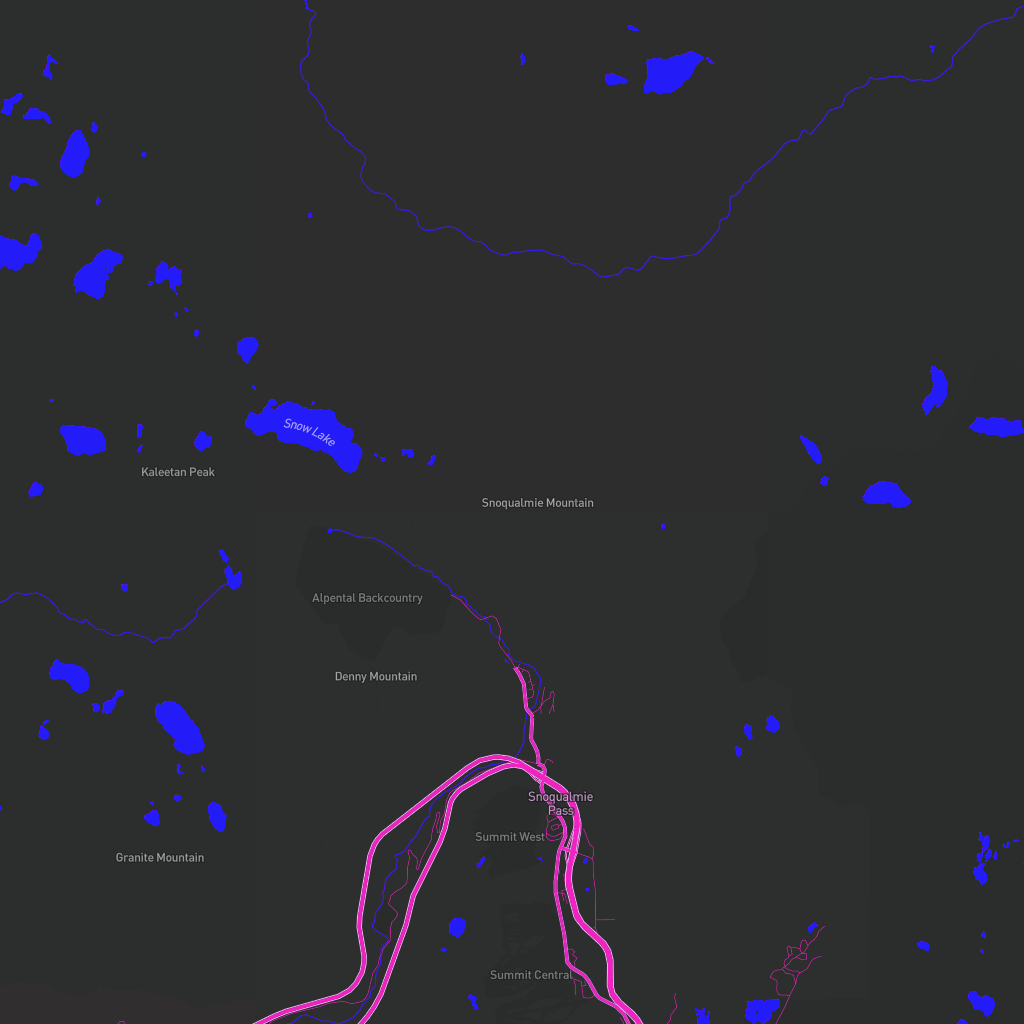 Snow Lake
Kaleetan Peak
Snoqualmie Mountain
Alpental Backcountry
Denny Mountain
Snoqualmie
Pass
Summit West
Granite Mountain
Summit Central